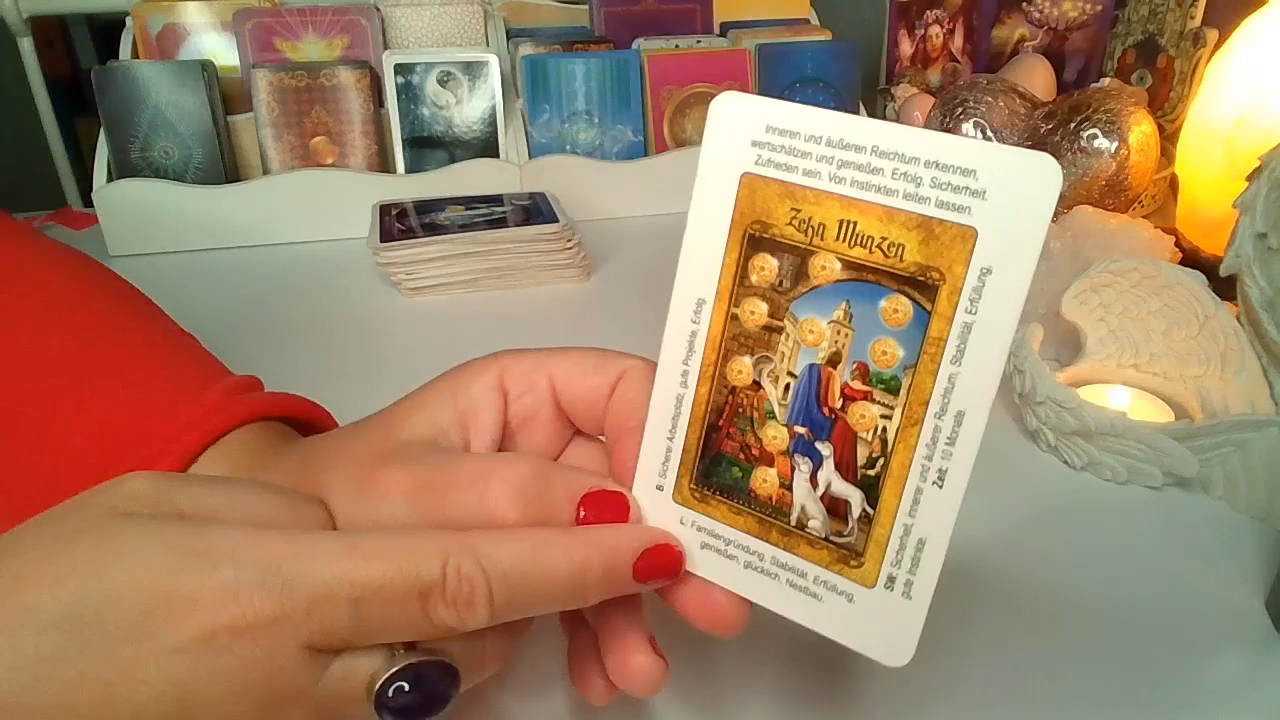 Inneren und äußeren Reichtum erkennen,
wertschätzen und genießen. Erfolg. Sicherheit.
Zufrieden sein. Von Instinkten leiten lassen.
Zehn Münzen
B: Sicherer Arbeitsplatz, gute Projekte, Erfolg
L: Familiengründung, Stabilität, Erfüllung,
genießen, glücklich, Nestbau.
SW: Sicherheit, innerer und äußerer Reichtum, Stabilität, Erfüllung,
gute Instinkte.
Zeit: 10 Monate.